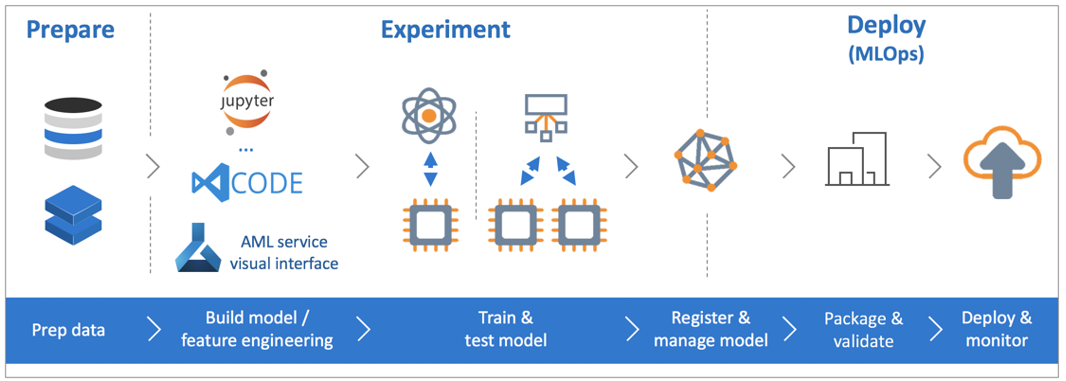 Prepare
Experiment
Deploy
(MLOps)
jupyter
...
CODE
AML service
visual interface
Prep data
Build model /
feature engineering
Train &
test model
Register &
manage model
Package &
validate
Deploy &
monitor